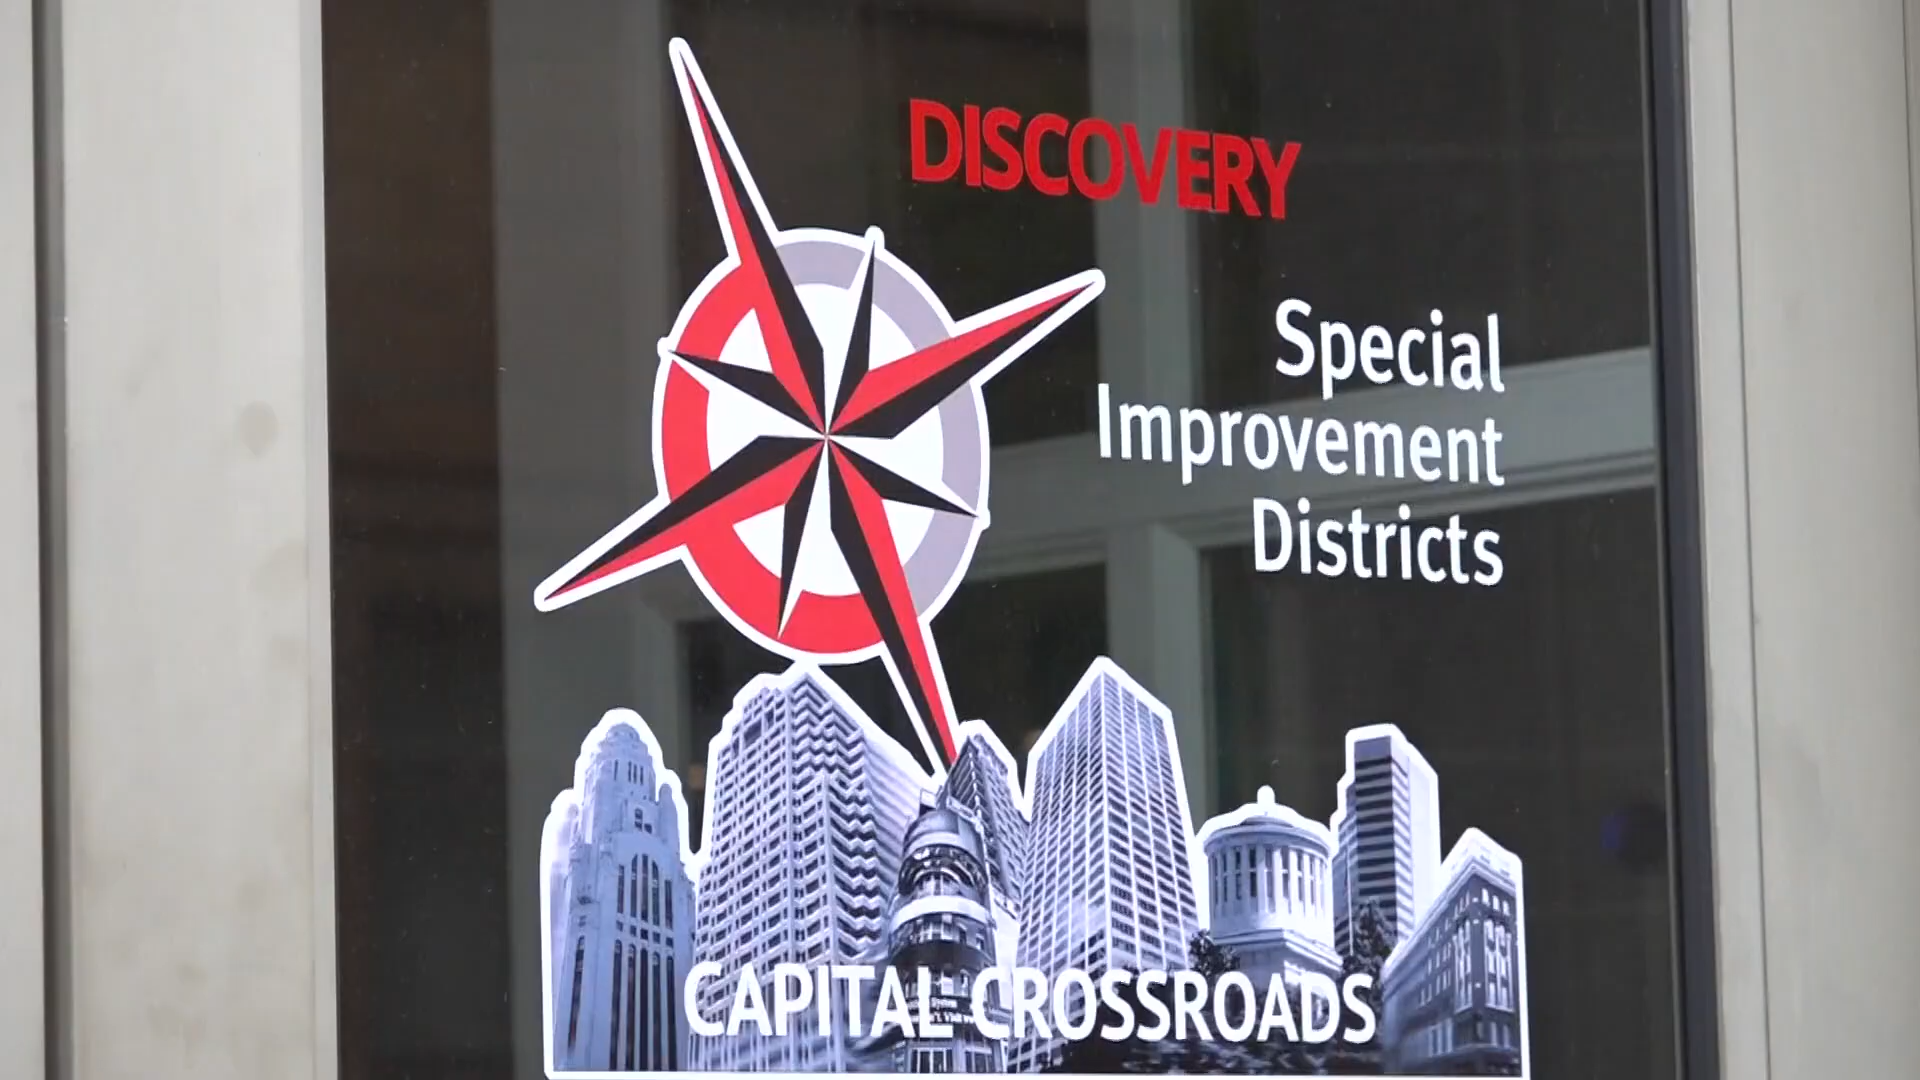 DISCOVERY
Special
Improvement
Districts
CAPITAL CROSSROADS